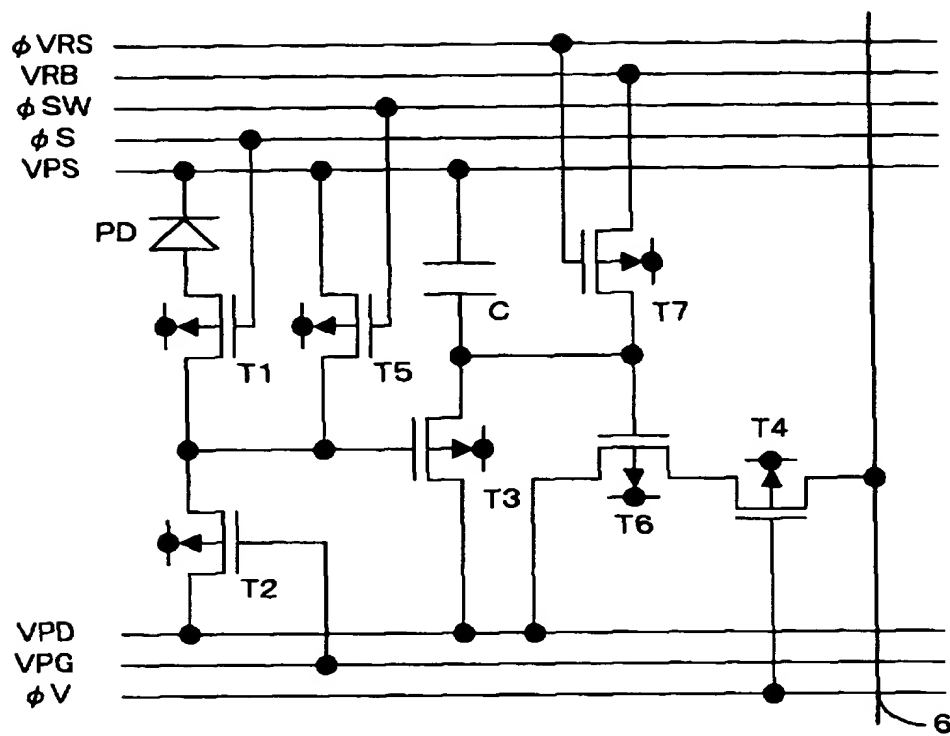 φVRS
VRB
φSW
φS
VPS
PD
C
T7
T1
T5
T4
T3
T6
T2
VPD
VPG
φV
6